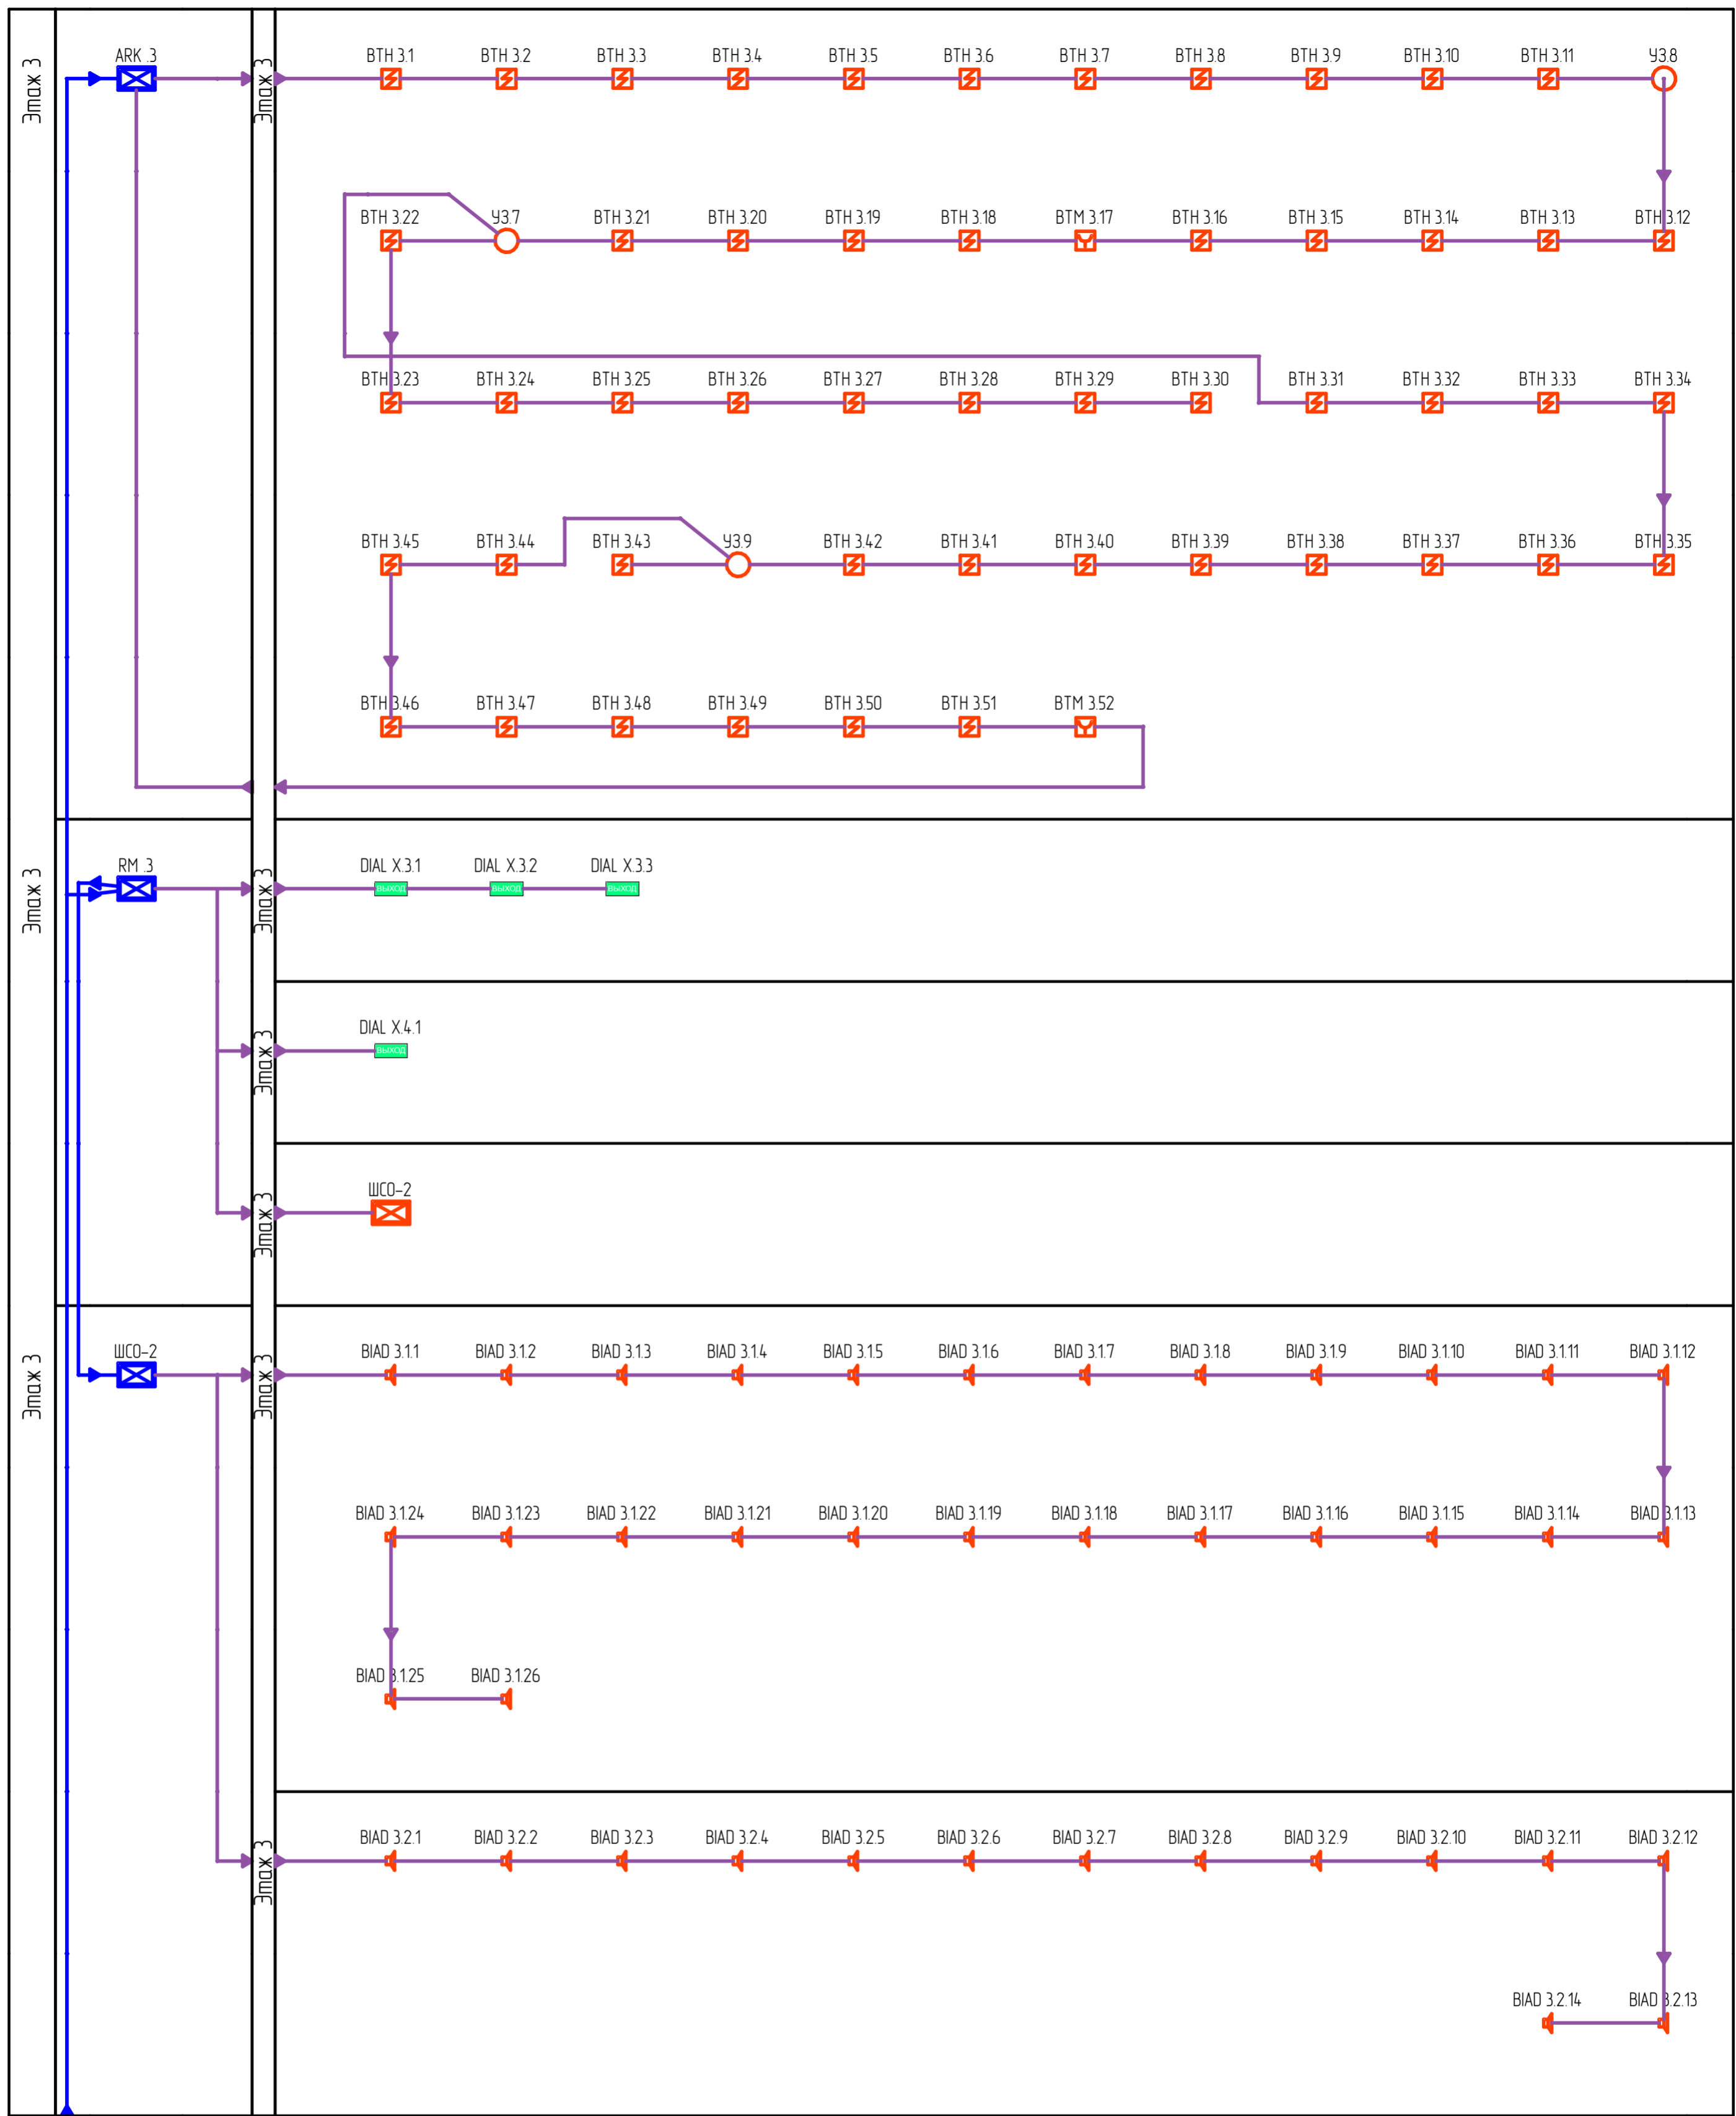 Этаж 3
ARK .3
Этаж 3
BTH 3.1 BTH 3.2 BTH 3.3 BTH 3.4 BTH 3.5 BTH 3.6 BTH 3.7 BTH 3.8 BTH 3.9 BTH 3.10 BTH 3.11 УЗ.8
BTH 3.22 УЗ.7 BTH 3.21 BTH 3.20 BTH 3.19 BTH 3.18 BTM 3.17 BTH 3.16 BTH 3.15 BTH 3.14 BTH 3.13 BTH 3.12
BTH 3.23 BTH 3.24 BTH 3.25 BTH 3.26 BTH 3.27 BTH 3.28 BTH 3.29 BTH 3.30 BTH 3.31 BTH 3.32 BTH 3.33 BTH 3.34
BTH 3.45 BTH 3.44 BTH 3.43 УЗ.9 BTH 3.42 BTH 3.41 BTH 3.40 BTH 3.39 BTH 3.38 BTH 3.37 BTH 3.36 BTH 3.35
BTH 3.46 BTH 3.47 BTH 3.48 BTH 3.49 BTH 3.50 BTH 3.51 BTM 3.52
Этаж 3
RM .3
Этаж 3
DIAL X.3.1 DIAL X.3.2 DIAL X.3.3
ВЫХОД ВЫХОД ВЫХОД
Этаж 3
DIAL X.4.1
ВЫХОД
Этаж 3
ШСО-2
Этаж 3
ШСО-2
Этаж 3
BIAD 3.1.1 BIAD 3.1.2 BIAD 3.1.3 BIAD 3.1.4 BIAD 3.1.5 BIAD 3.1.6 BIAD 3.1.7 BIAD 3.1.8 BIAD 3.1.9 BIAD 3.1.10 BIAD 3.1.11 BIAD 3.1.12
BIAD 3.1.24 BIAD 3.1.23 BIAD 3.1.22 BIAD 3.1.21 BIAD 3.1.20 BIAD 3.1.19 BIAD 3.1.18 BIAD 3.1.17 BIAD 3.1.16 BIAD 3.1.15 BIAD 3.1.14 BIAD 3.1.13
BIAD 3.1.25 BIAD 3.1.26
Этаж 3
BIAD 3.2.1 BIAD 3.2.2 BIAD 3.2.3 BIAD 3.2.4 BIAD 3.2.5 BIAD 3.2.6 BIAD 3.2.7 BIAD 3.2.8 BIAD 3.2.9 BIAD 3.2.10 BIAD 3.2.11 BIAD 3.2.12
BIAD 3.2.14 BIAD 3.2.13